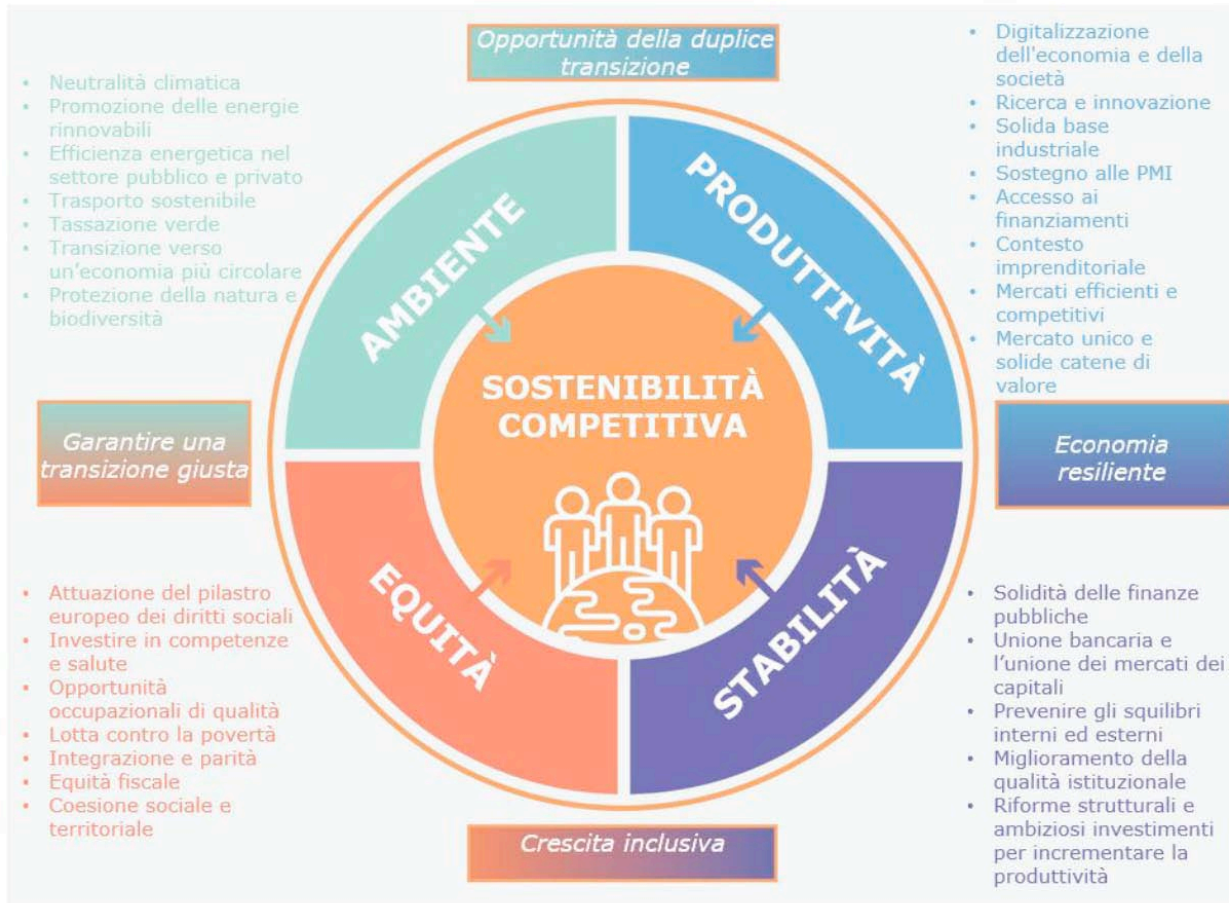 Opportunità della duplice
transizione
• Neutralità climatica
• Promozione delle energie
rinnovabili
• Efficienza energetica nel
settore pubblico e privato
• Trasporto sostenibile
• Tassazione verde
• Transizione verso
un’economia più circolare
• Protezione della natura e
biodiversità
• Digitalizzazione
dell'economia e della
società
• Ricerca e innovazione
• Solida base
industriale
• Sostegno alle PMI
• Accesso ai
finanziamenti
• Contesto
imprenditoriale
• Mercati efficienti e
competitivi
• Mercato unico e
solide catene di
valore
AMBIENTE
PRODUTTIVITÀ
SOSTENIBILITÀ
COMPETITIVA
Garantire una
transizione giusta
Economia
resiliente
EQUITÀ
STABILITÀ
• Attuazione del pilastro
europeo dei diritti sociali
• Investire in competenze
e salute
• Opportunità
occupazionali di qualità
• Lotta contro la povertà
• Integrazione e parità
• Equità fiscale
• Coesione sociale e
territoriale
• Solidità delle finanze
pubbliche
• Unione bancaria e
l’unione dei mercati dei
capitali
• Prevenire gli squilibri
interni ed esterni
• Miglioramento della
qualità istituzionale
• Riforme strutturali e
ambiziosi investimenti
per incrementare la
produttività
Crescita inclusiva